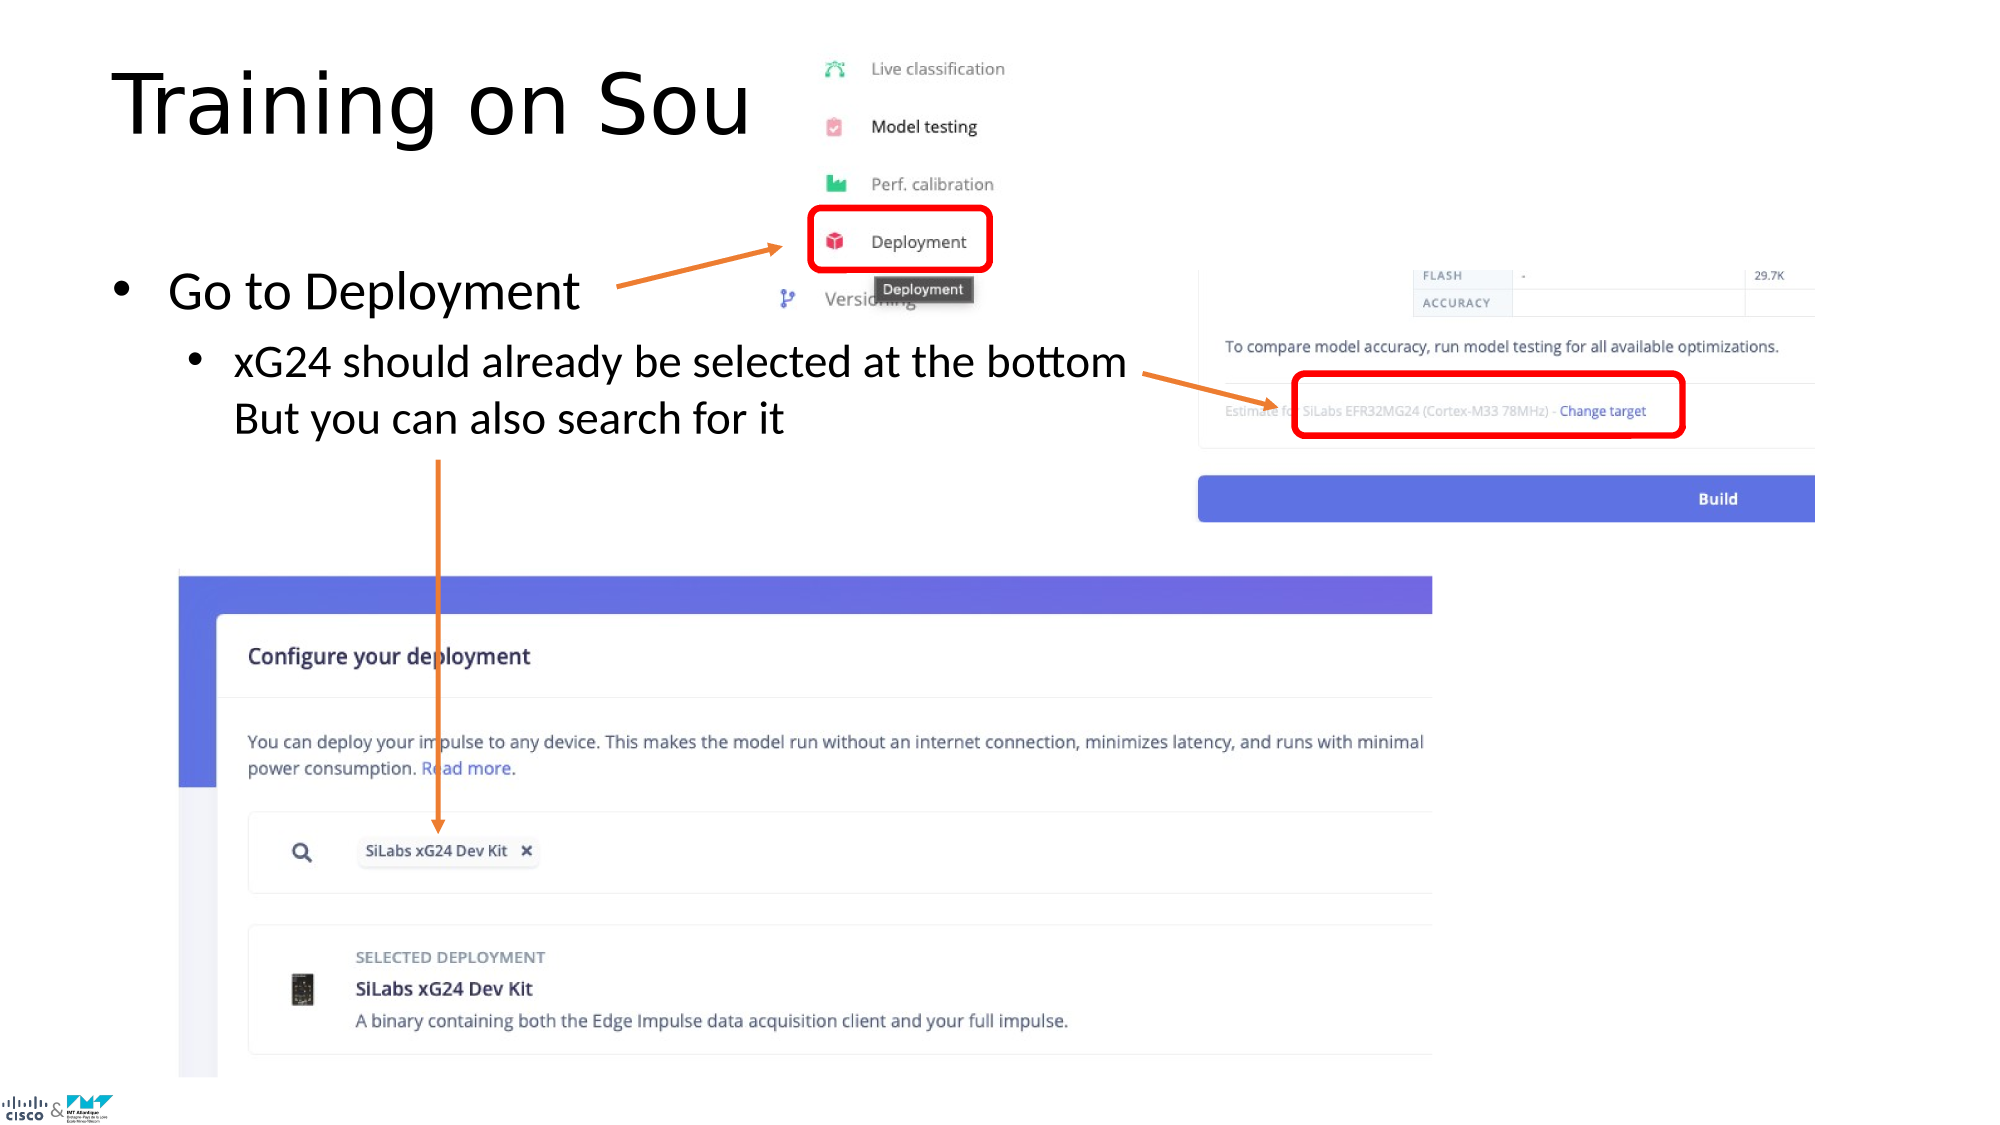 Training on Sou
Live classification
Model testing
Perf. calibration
Deployment
Deployment
• Go to Deployment
• xG24 should already be selected at the bottom
But you can also search for it
FLASH - 29.7K
ACCURACY
To compare model accuracy, run model testing for all available optimizations.
Estimate for SiLabs EFR32MG24 (Cortex-M33 78MHz) - Change target
Build
Configure your deployment
You can deploy your impulse to any device. This makes the model run without an internet connection, minimizes latency, and runs with minimal
power consumption. Read more.
SiLabs xG24 Dev Kit ×
SELECTED DEPLOYMENT
SiLabs xG24 Dev Kit
A binary containing both the Edge Impulse data acquisition client and your full impulse.
cisco & IMT Atlantique